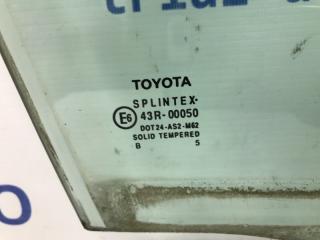 TOYOTA
SPLINTEX
E6 43R-00050
DOT24-AS2-M62
SOLID TEMPERED
B 5